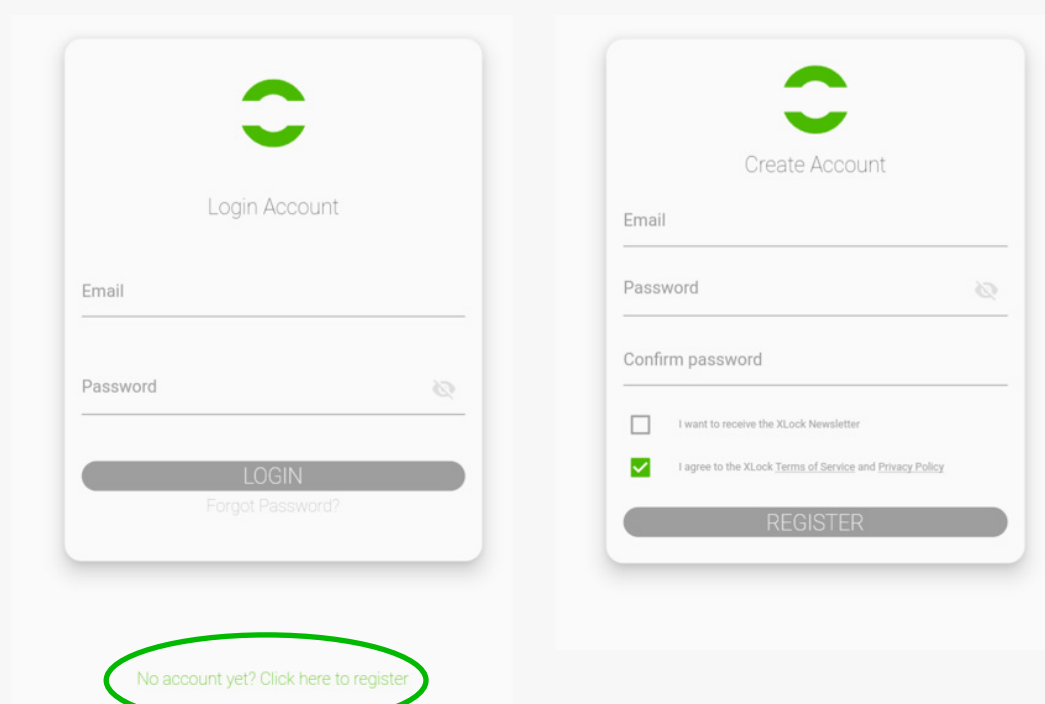 Login Account
Email
Password
LOGIN
Forgot Password?
No account yet? Click here to register
Create Account
Email
Password
Confirm password
I want to receive the XLock Newsletter
I agree to the XLock Terms of Service and Privacy Policy
REGISTER